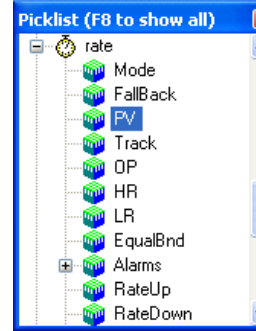 Picklist (F8 to show all)
rate
Mode
FallBack
PV
Track
OP
HR
LR
EqualBnd
Alarms
RateUp
RateDown